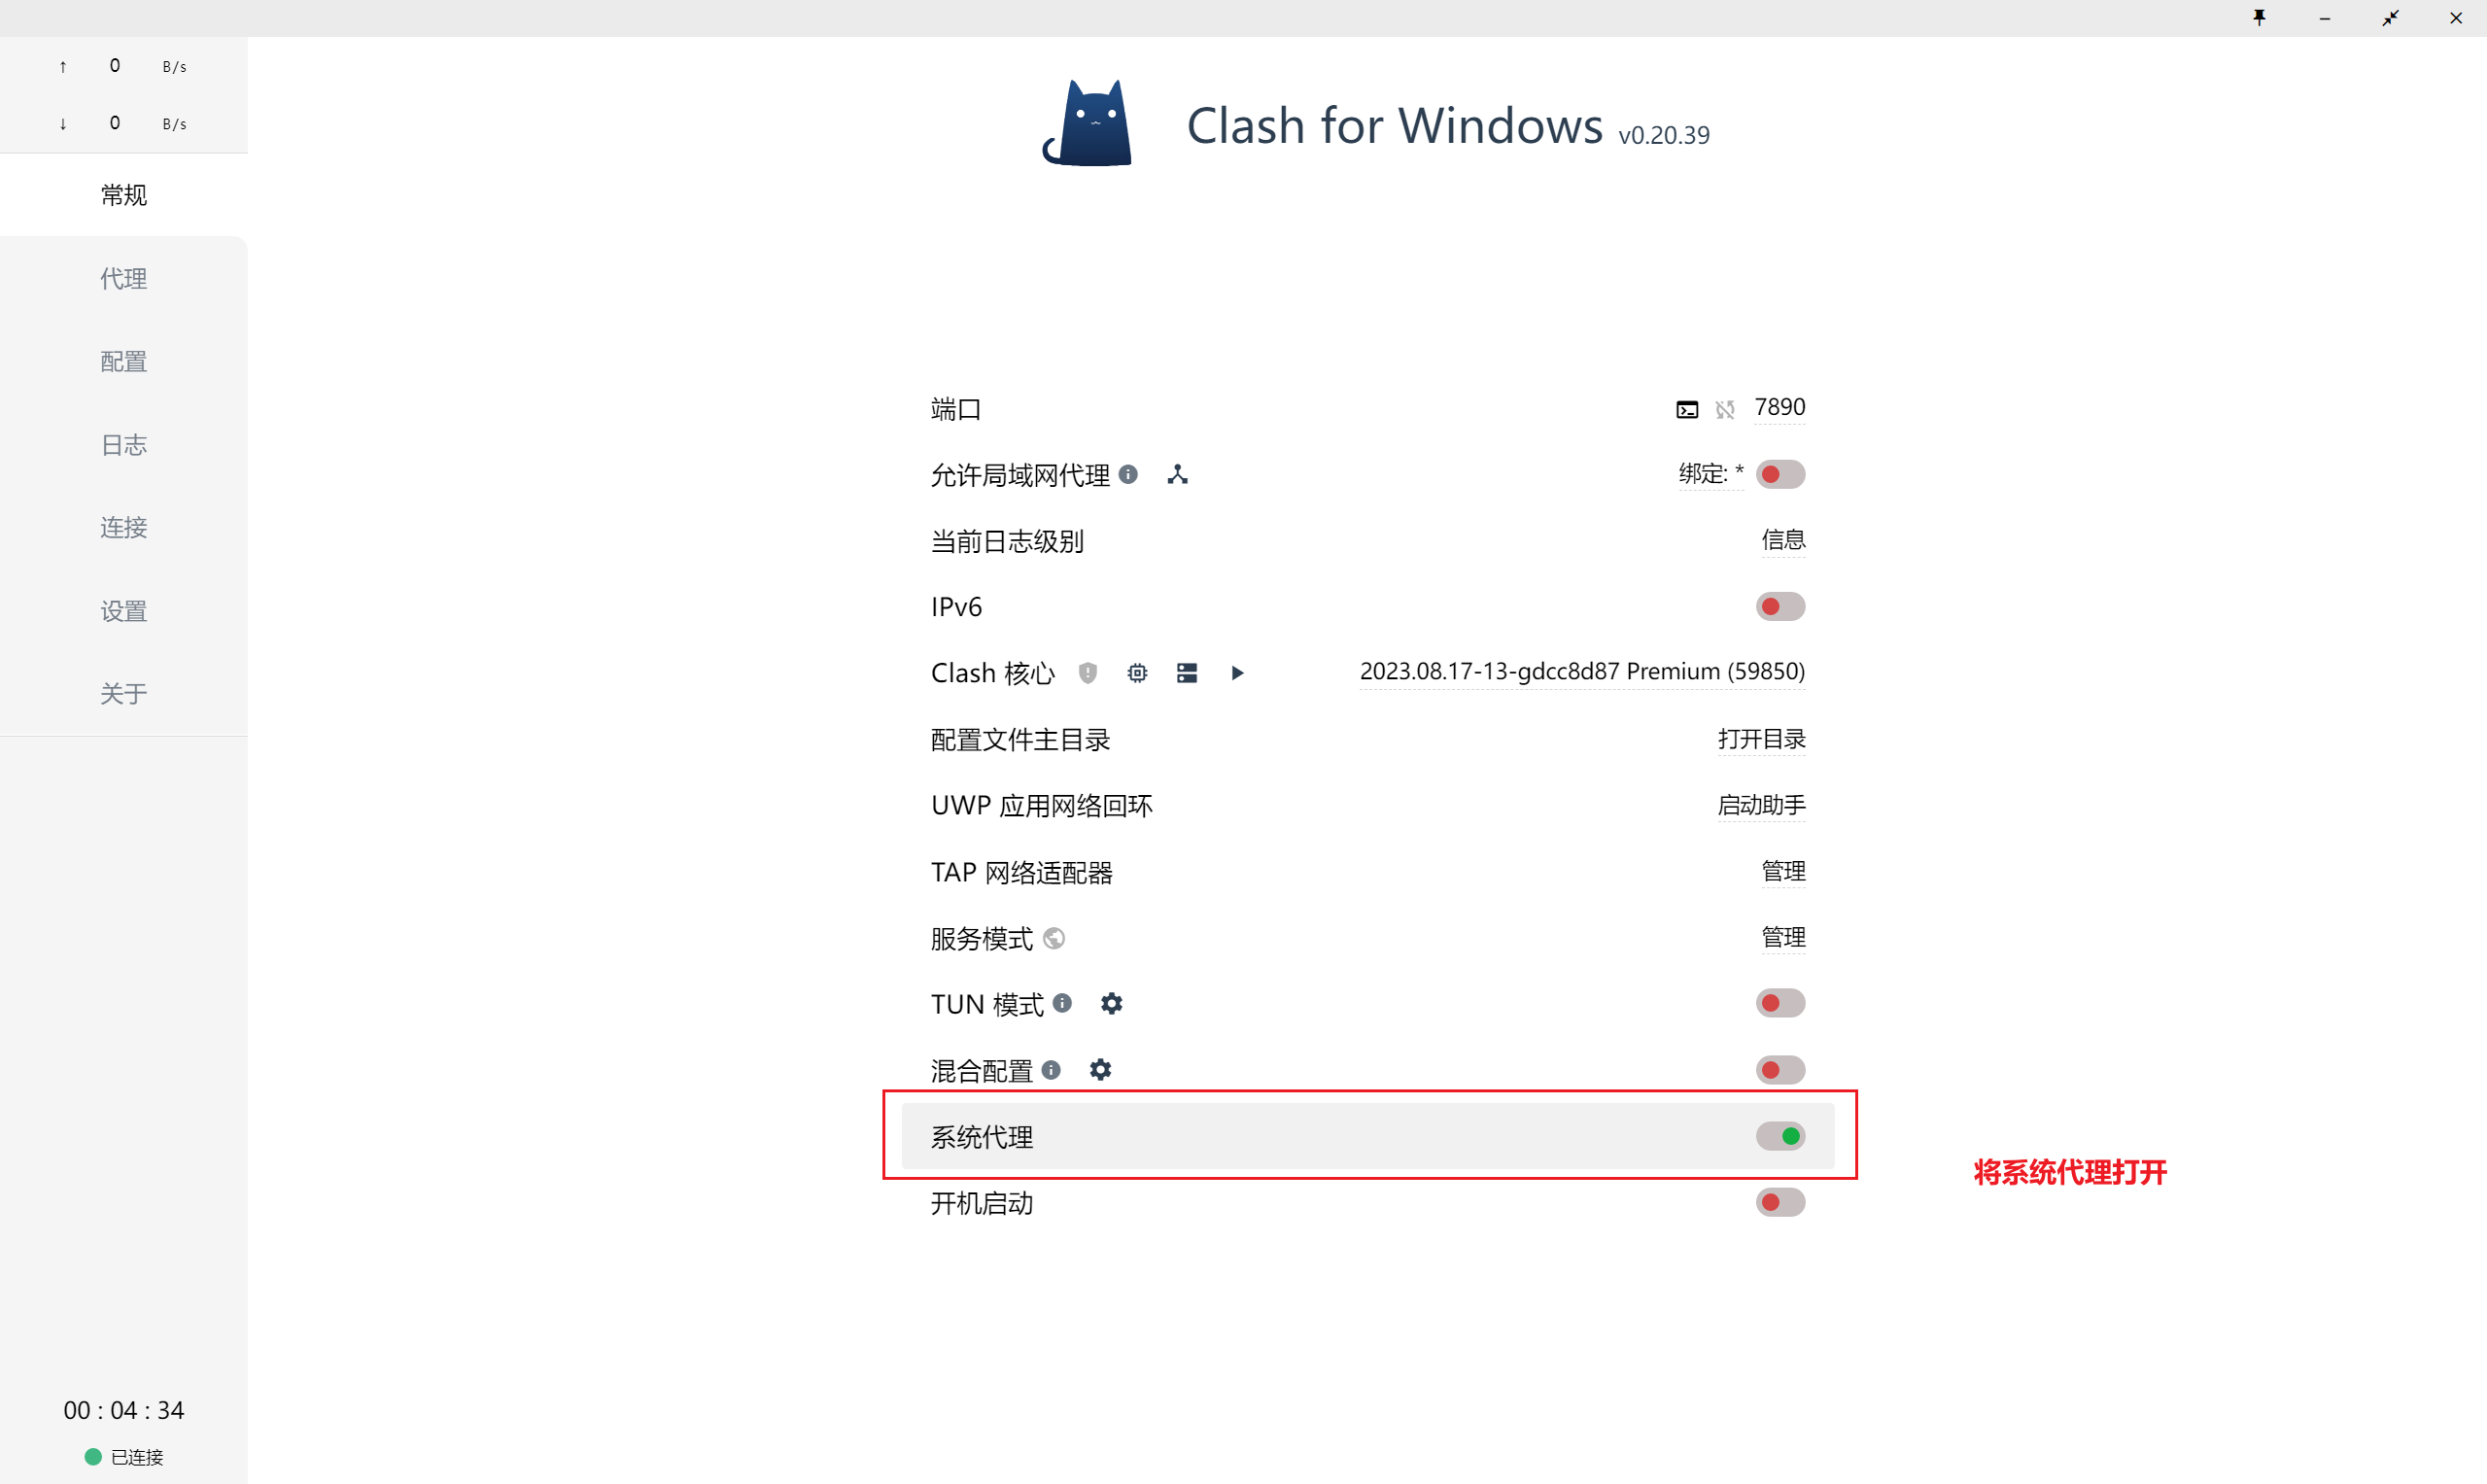 ↑ 0 B/s
↓ 0 B/s
常规
代理
配置
日志
连接
设置
关于
00 : 04 : 34
已连接
Clash for Windows v0.20.39
端口 7890
允许局域网代理 绑定: *
当前日志级别 信息
IPv6
Clash 核心 2023.08.17-13-gdcc8d87 Premium (59850)
配置文件主目录 打开目录
UWP 应用网络回环 启动助手
TAP 网络适配器 管理
服务模式 管理
TUN 模式
混合配置
系统代理
将系统代理打开
开机启动